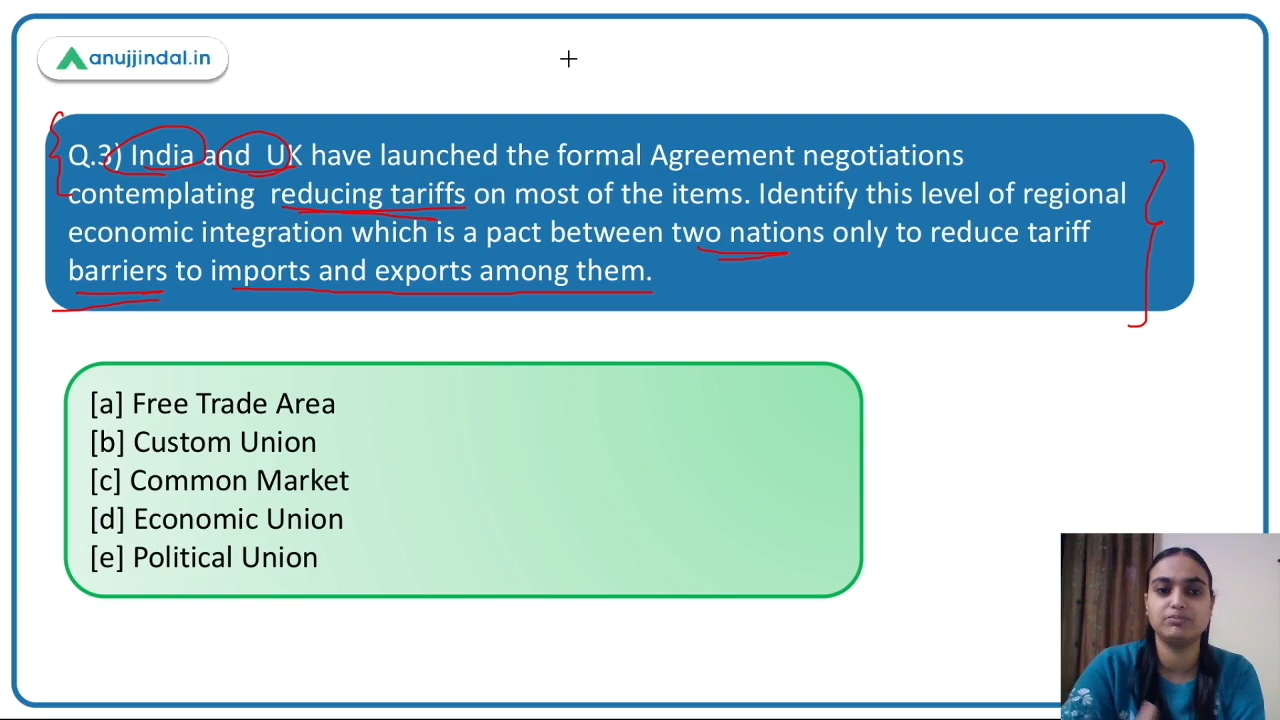 anujjindal.in
Q.3) India and UK have launched the formal Agreement negotiations
contemplating reducing tariffs on most of the items. Identify this level of regional
economic integration which is a pact between two nations only to reduce tariff
barriers to imports and exports among them.
[a] Free Trade Area
[b] Custom Union
[c] Common Market
[d] Economic Union
[e] Political Union